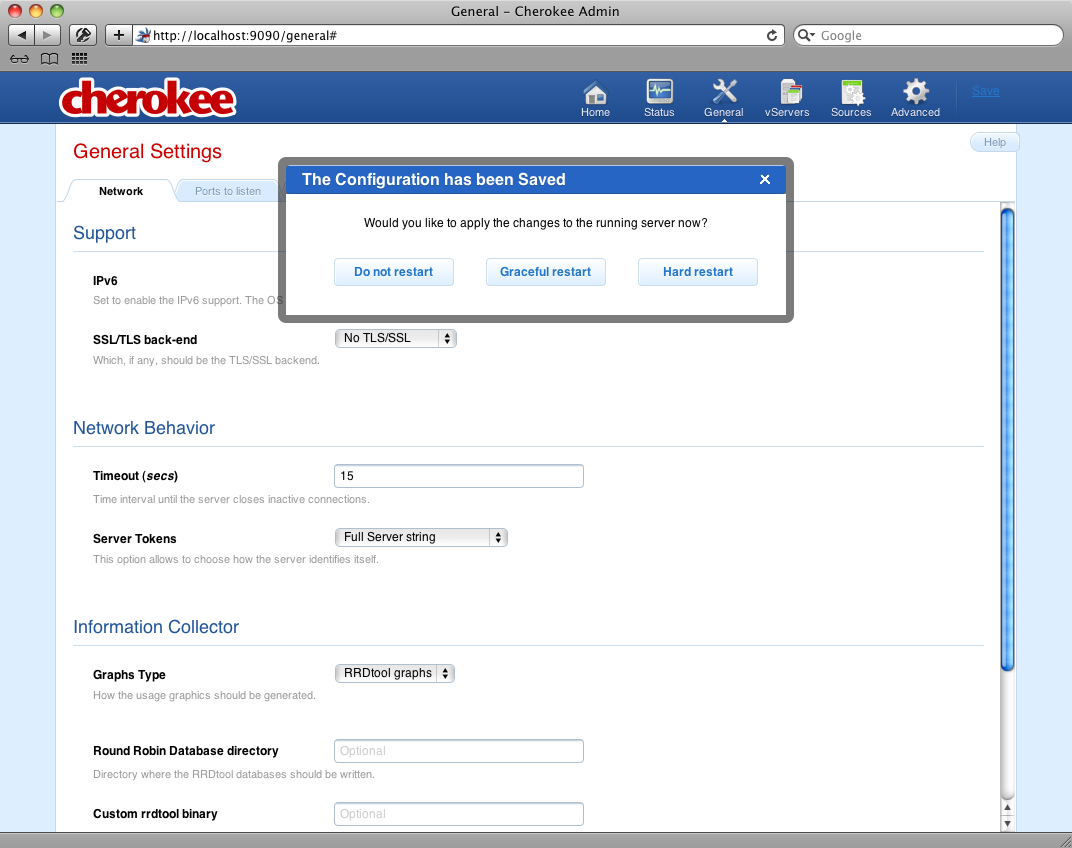 General – Cherokee Admin
http://localhost:9090/general#
Google
cherokee
Home
Status
General
vServers
Sources
Advanced
Save
Help
General Settings
Network
Ports to listen
The Configuration has been Saved
Would you like to apply the changes to the running server now?
Do not restart
Graceful restart
Hard restart
Support
IPv6
Set to enable the IPv6 support. The OS
SSL/TLS back-end
No TLS/SSL
Which, if any, should be the TLS/SSL backend.
Network Behavior
Timeout (secs)
15
Time interval until the server closes inactive connections.
Server Tokens
Full Server string
This option allows to choose how the server identifies itself.
Information Collector
Graphs Type
RRDtool graphs
How the usage graphics should be generated.
Round Robin Database directory
Optional
Directory where the RRDtool databases should be written.
Custom rrdtool binary
Optional